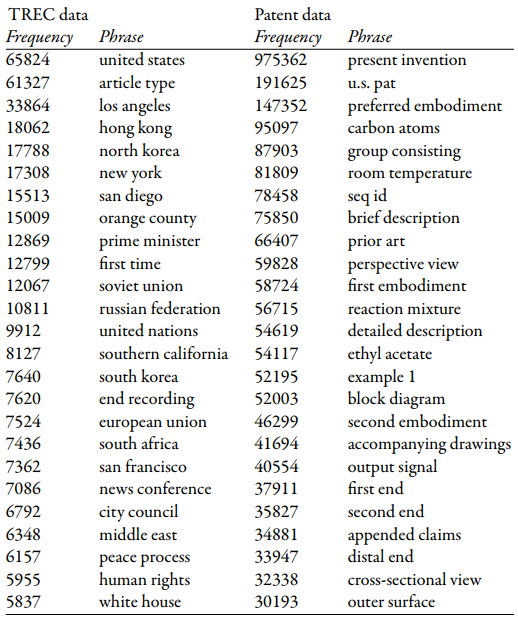 TREC data Patent data
Frequency Phrase Frequency Phrase
65824 united states 975362 present invention
61327 article type 191625 u.s. pat
33864 los angeles 147352 preferred embodiment
18062 hong kong 95097 carbon atoms
17788 north korea 87903 group consisting
17308 new york 81809 room temperature
15513 san diego 78458 seq id
15009 orange county 75850 brief description
12869 prime minister 66407 prior art
12799 first time 59828 perspective view
12067 soviet union 58724 first embodiment
10811 russian federation 56715 reaction mixture
9912 united nations 54619 detailed description
8127 southern california 54117 ethyl acetate
7640 south korea 52195 example 1
7620 end recording 52003 block diagram
7524 european union 46299 second embodiment
7436 south africa 41694 accompanying drawings
7362 san francisco 40554 output signal
7086 news conference 37911 first end
6792 city council 35827 second end
6348 middle east 34881 appended claims
6157 peace process 33947 distal end
5955 human rights 32338 cross-sectional view
5837 white house 30193 outer surface